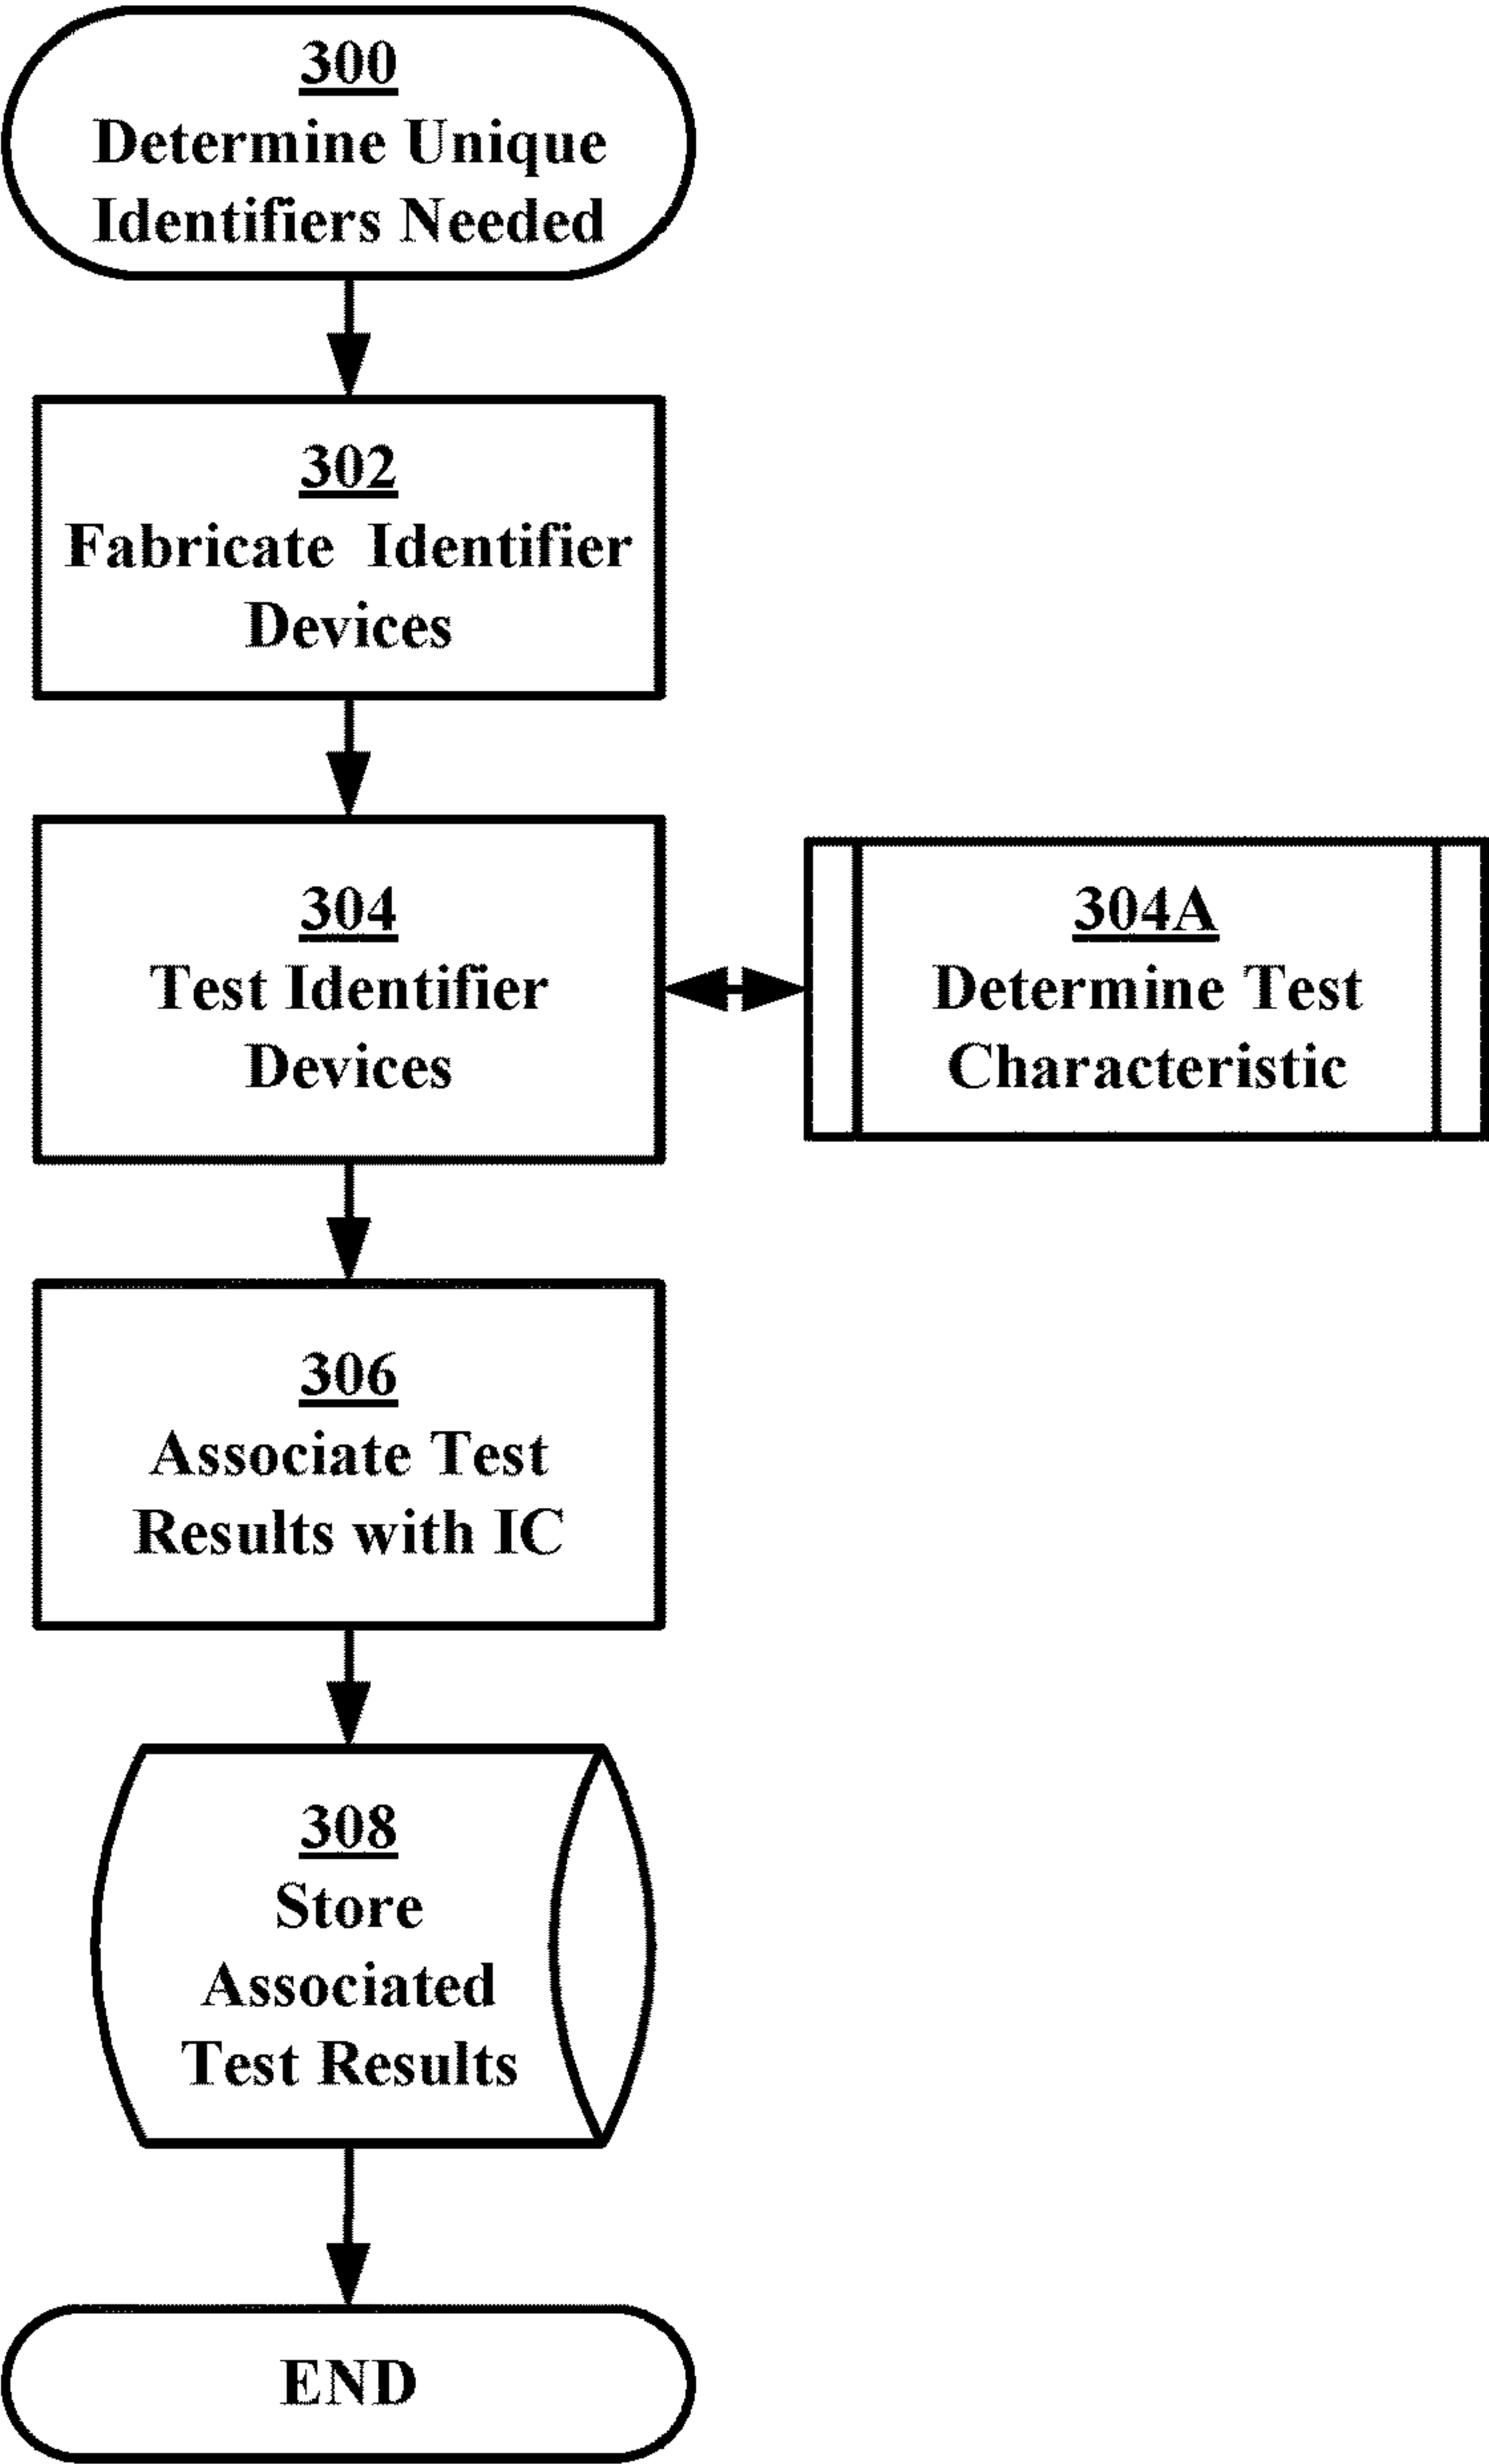 300
Determine Unique
Identifiers Needed
302
Fabricate Identifier
Devices
304
Test Identifier
Devices
304A
Determine Test
Characteristic
306
Associate Test
Results with IC
308
Store
Associated
Test Results
END